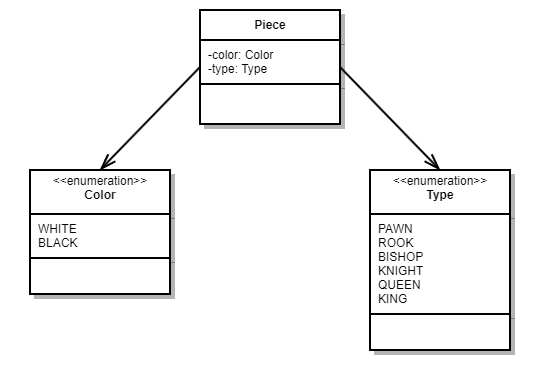 Piece
-color: Color
-type: Type
<<enumeration>>
Color
WHITE
BLACK
<<enumeration>>
Type
PAWN
ROOK
BISHOP
KNIGHT
QUEEN
KING